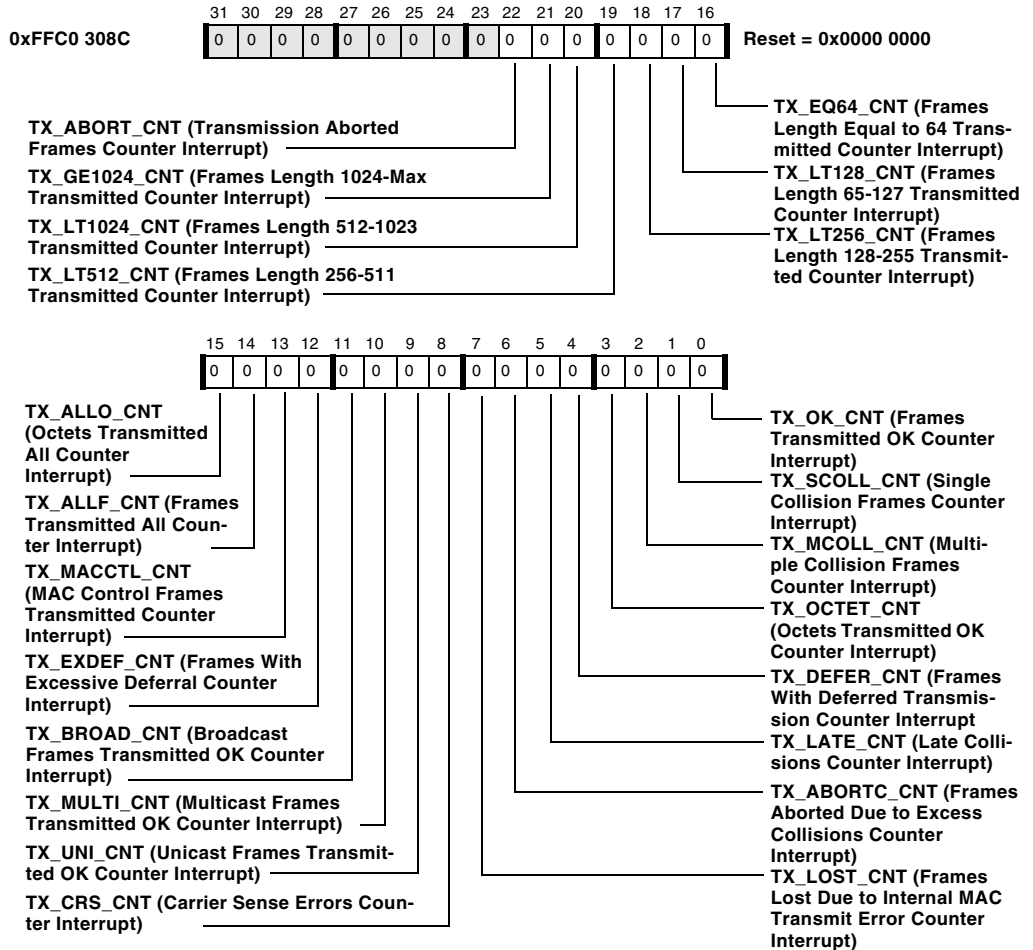 31 30 29 28 27 26 25 24 23 22 21 20 19 18 17 16
0xFFC0 308C
0 0 0 0 0 0 0 0 0 0 0 0 0 0 0 0
Reset = 0x0000 0000
TX_ABORT_CNT (Transmission Aborted
Frames Counter Interrupt)
TX_GE1024_CNT (Frames Length 1024-Max
Transmitted Counter Interrupt)
TX_LT1024_CNT (Frames Length 512-1023
Transmitted Counter Interrupt)
TX_LT512_CNT (Frames Length 256-511
Transmitted Counter Interrupt)
TX_EQ64_CNT (Frames
Length Equal to 64 Trans-
mitted Counter Interrupt)
TX_LT128_CNT (Frames
Length 65-127 Transmitted
Counter Interrupt)
TX_LT256_CNT (Frames
Length 128-255 Transmit-
ted Counter Interrupt)
15 14 13 12 11 10 9 8 7 6 5 4 3 2 1 0
0 0 0 0 0 0 0 0 0 0 0 0 0 0 0 0
TX_ALLO_CNT
(Octets Transmitted
All Counter
Interrupt)
TX_ALLF_CNT (Frames
Transmitted All Coun-
ter Interrupt)
TX_MACCTL_CNT
(MAC Control Frames
Transmitted Counter
Interrupt)
TX_EXDEF_CNT (Frames With
Excessive Deferral Counter
Interrupt)
TX_BROAD_CNT (Broadcast
Frames Transmitted OK Counter
Interrupt)
TX_MULTI_CNT (Multicast Frames
Transmitted OK Counter Interrupt)
TX_UNI_CNT (Unicast Frames Transmit-
ted OK Counter Interrupt)
TX_CRS_CNT (Carrier Sense Errors Coun-
ter Interrupt)
TX_OK_CNT (Frames
Transmitted OK Counter
Interrupt)
TX_SCOLL_CNT (Single
Collision Frames Counter
Interrupt)
TX_MCOLL_CNT (Multi-
ple Collision Frames
Counter Interrupt)
TX_OCTET_CNT
(Octets Transmitted OK
Counter Interrupt)
TX_DEFER_CNT (Frames
With Deferred Transmis-
sion Counter Interrupt
TX_LATE_CNT (Late Colli-
sions Counter Interrupt)
TX_ABORTC_CNT (Frames
Aborted Due to Excess
Collisions Counter
Interrupt)
TX_LOST_CNT (Frames
Lost Due to Internal MAC
Transmit Error Counter
Interrupt)